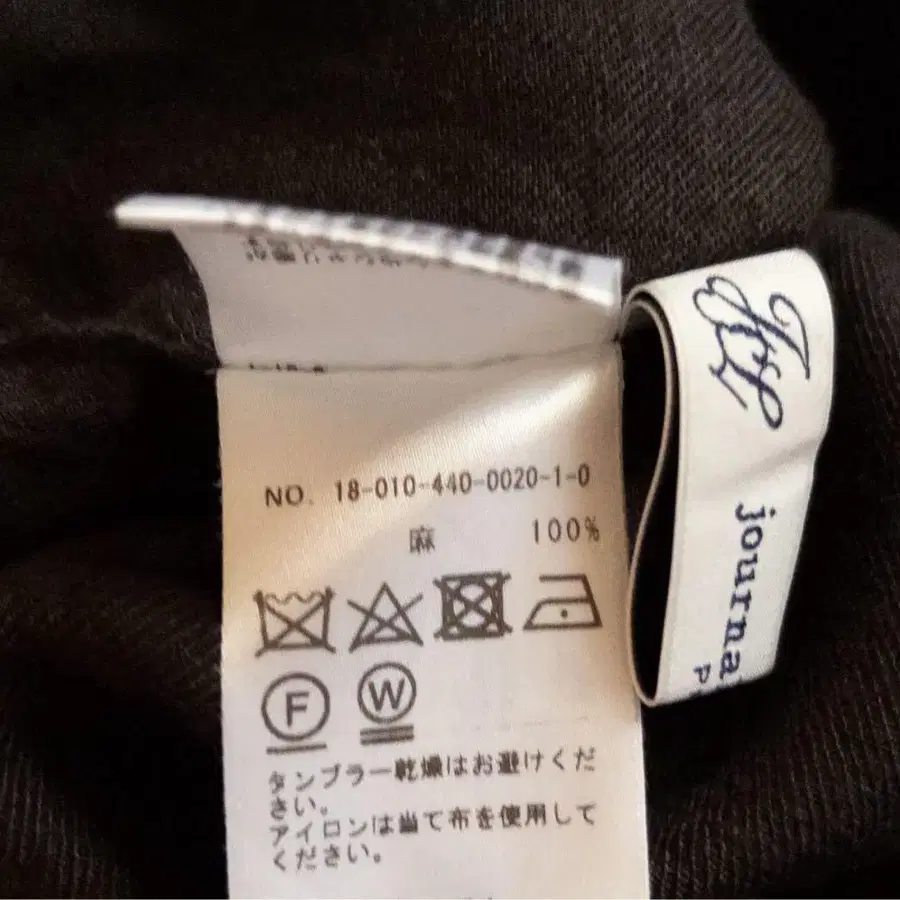 NO. 18-010-440-0020-1-0
麻 100%
F W
タンブラー乾燥はお避けくだ
さい。
アイロンは当て布を使用して
ください。
journa